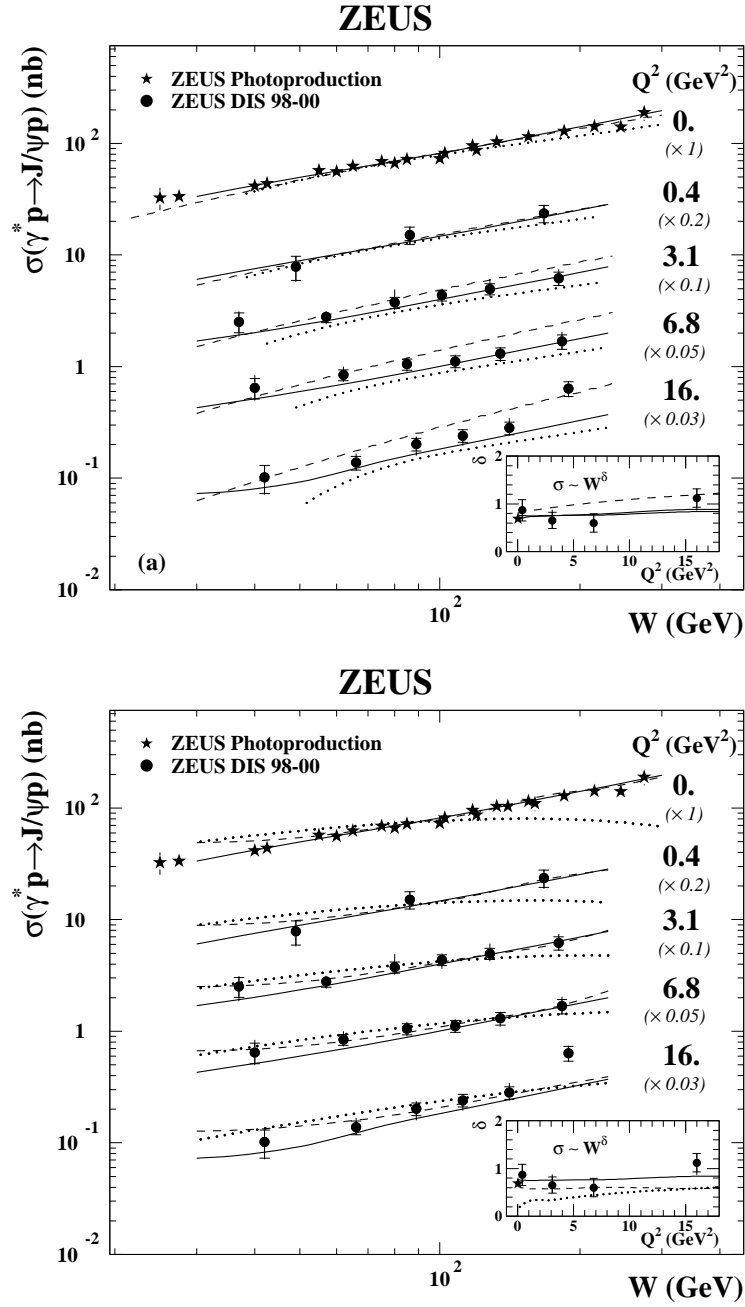 ZEUS
σ(γ* p→J/ψp) (nb)
★ ZEUS Photoproduction
● ZEUS DIS 98-00
Q² (GeV²)
0.
(× 1)
0.4
(× 0.2)
3.1
(× 0.1)
6.8
(× 0.05)
16.
(× 0.03)
10²
10
1
10⁻¹
10⁻²
(a)
δ
2
1
0
σ ~ W^δ
0 5 10 15
Q² (GeV²)
10²
W (GeV)
ZEUS
σ(γ* p→J/ψp) (nb)
★ ZEUS Photoproduction
● ZEUS DIS 98-00
Q² (GeV²)
0.
(× 1)
0.4
(× 0.2)
3.1
(× 0.1)
6.8
(× 0.05)
16.
(× 0.03)
10²
10
1
10⁻¹
10⁻²
δ
2
1
0
σ ~ W^δ
0 5 10 15
Q² (GeV²)
10²
W (GeV)